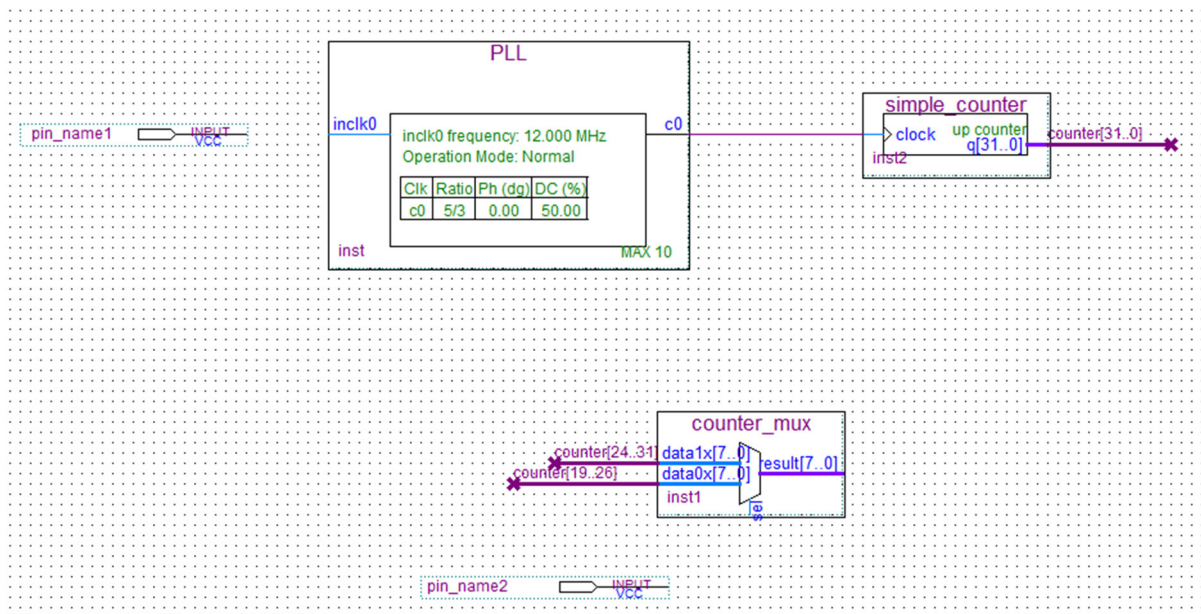 PLL
simple_counter
inclk0
c0
inclk0 frequency: 12.000 MHz
Operation Mode: Normal
Clk Ratio Ph (dg) DC (%)
c0 5/3 0.00 50.00
inst
MAX 10
pin_name1
INPUT
VCC
clock
up counter
q[31..0]
inst2
counter[31..0]
counter_mux
counter[24..31]
data1x[7..0]
counter[19..26]
data0x[7..0]
result[7..0]
inst1
sel
pin_name2
INPUT
VCC